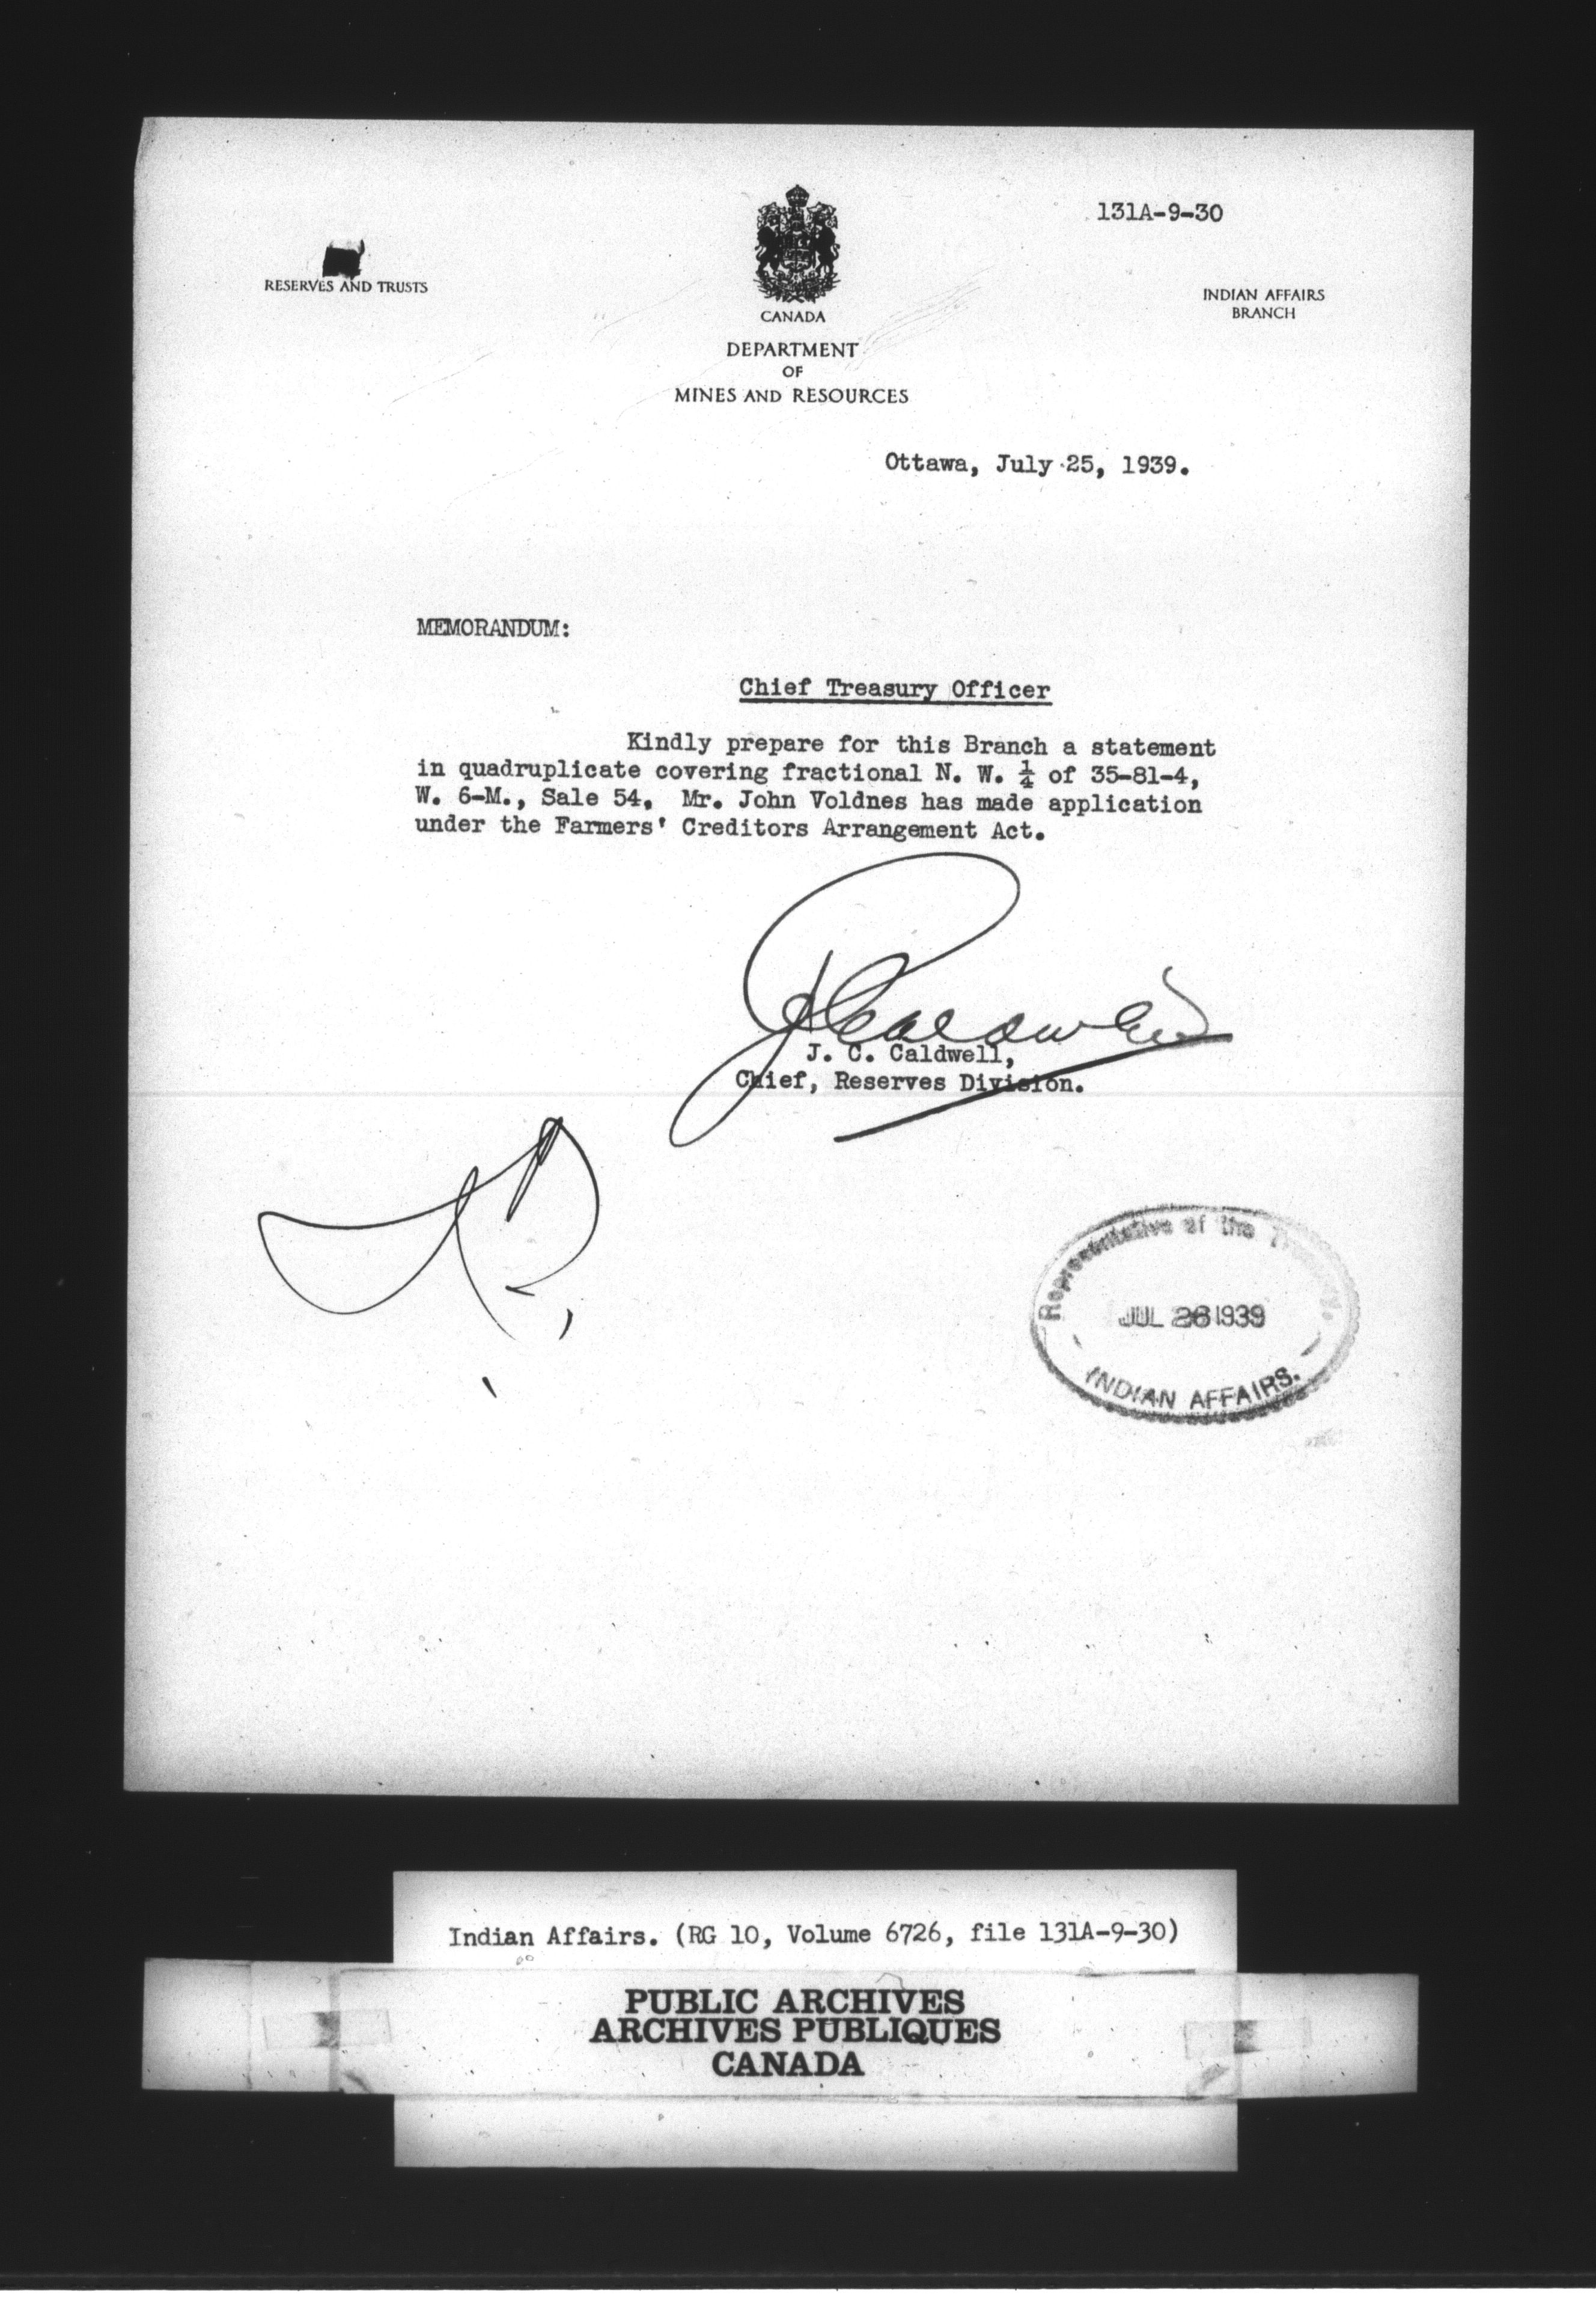 131A-9-30
RESERVES AND TRUSTS
INDIAN AFFAIRS
BRANCH
CANADA
DEPARTMENT
OF
MINES AND RESOURCES
Ottawa, July 25, 1939.
MEMORANDUM:
Chief Treasury Officer
Kindly prepare for this Branch a statement
in quadruplicate covering fractional N. W. ¼ of 35-81-4,
W. 6-M., Sale 54. Mr. John Voldnes has made application
under the Farmers' Creditors Arrangement Act.
J. C. Caldwell,
Chief, Reserves Division.
Representative of the
JUL 26 1939
INDIAN AFFAIRS.
Indian Affairs. (RG 10, Volume 6726, file 131A-9-30)
PUBLIC ARCHIVES
ARCHIVES PUBLIQUES
CANADA